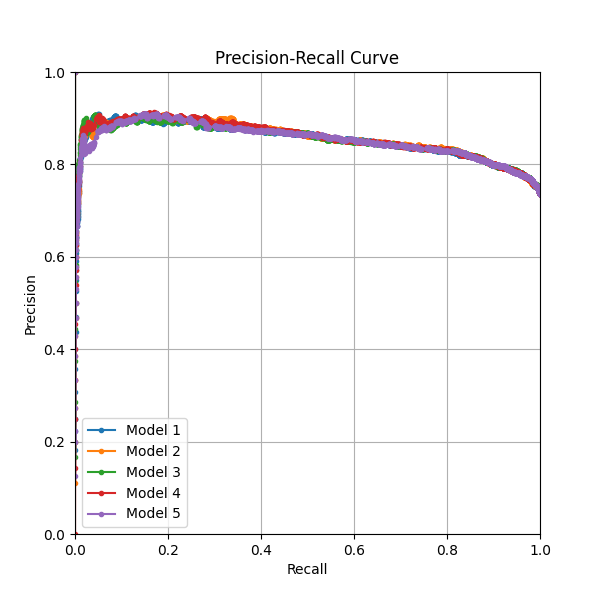 Precision-Recall Curve
1.0
0.8
0.6
0.4
0.2
0.0
Precision
Model 1
Model 2
Model 3
Model 4
Model 5
0.0 0.2 0.4 0.6 0.8 1.0
Recall